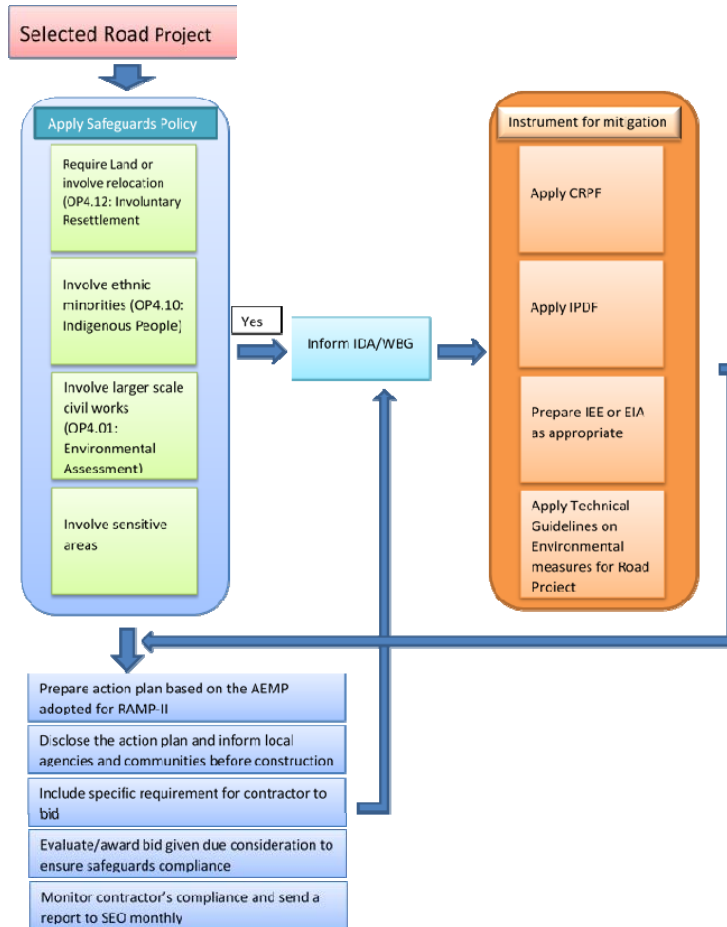 Selected Road Project
Apply Safeguards Policy
Require Land or
involve relocation
(OP4.12: Involuntary
Resettlement
Involve ethnic
minorities (OP4.10:
Indigenous People)
Involve larger scale
civil works
(OP4.01:
Environmental
Assessment)
Involve sensitive
areas
Yes
Inform IDA/WBG
Instrument for mitigation
Apply CRPF
Apply IPDF
Prepare IEE or EIA
as appropriate
Apply Technical
Guidelines on
Environmental
measures for Road
Project
Prepare action plan based on the AEMP
adopted for RAMP-II
Disclose the action plan and inform local
agencies and communities before construction
Include specific requirement for contractor to
bid
Evaluate/award bid given due consideration to
ensure safeguards compliance
Monitor contractor's compliance and send a
report to SEO monthly